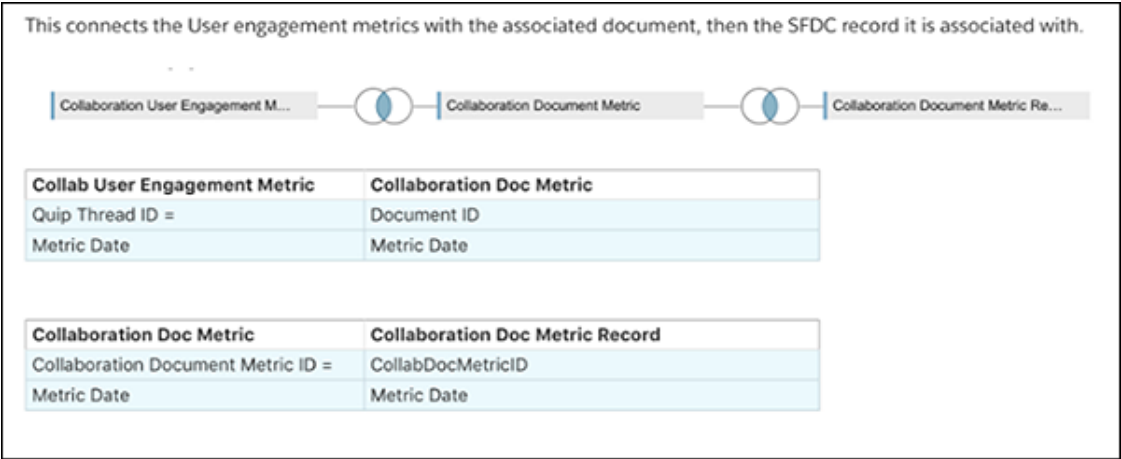 This connects the User engagement metrics with the associated document, then the SFDC record it is associated with.
Collaboration User Engagement M... Collaboration Document Metric Collaboration Document Metric Re...
Collab User Engagement Metric Collaboration Doc Metric
Quip Thread ID = Document ID
Metric Date Metric Date
Collaboration Doc Metric Collaboration Doc Metric Record
Collaboration Document Metric ID = CollabDocMetricID
Metric Date Metric Date